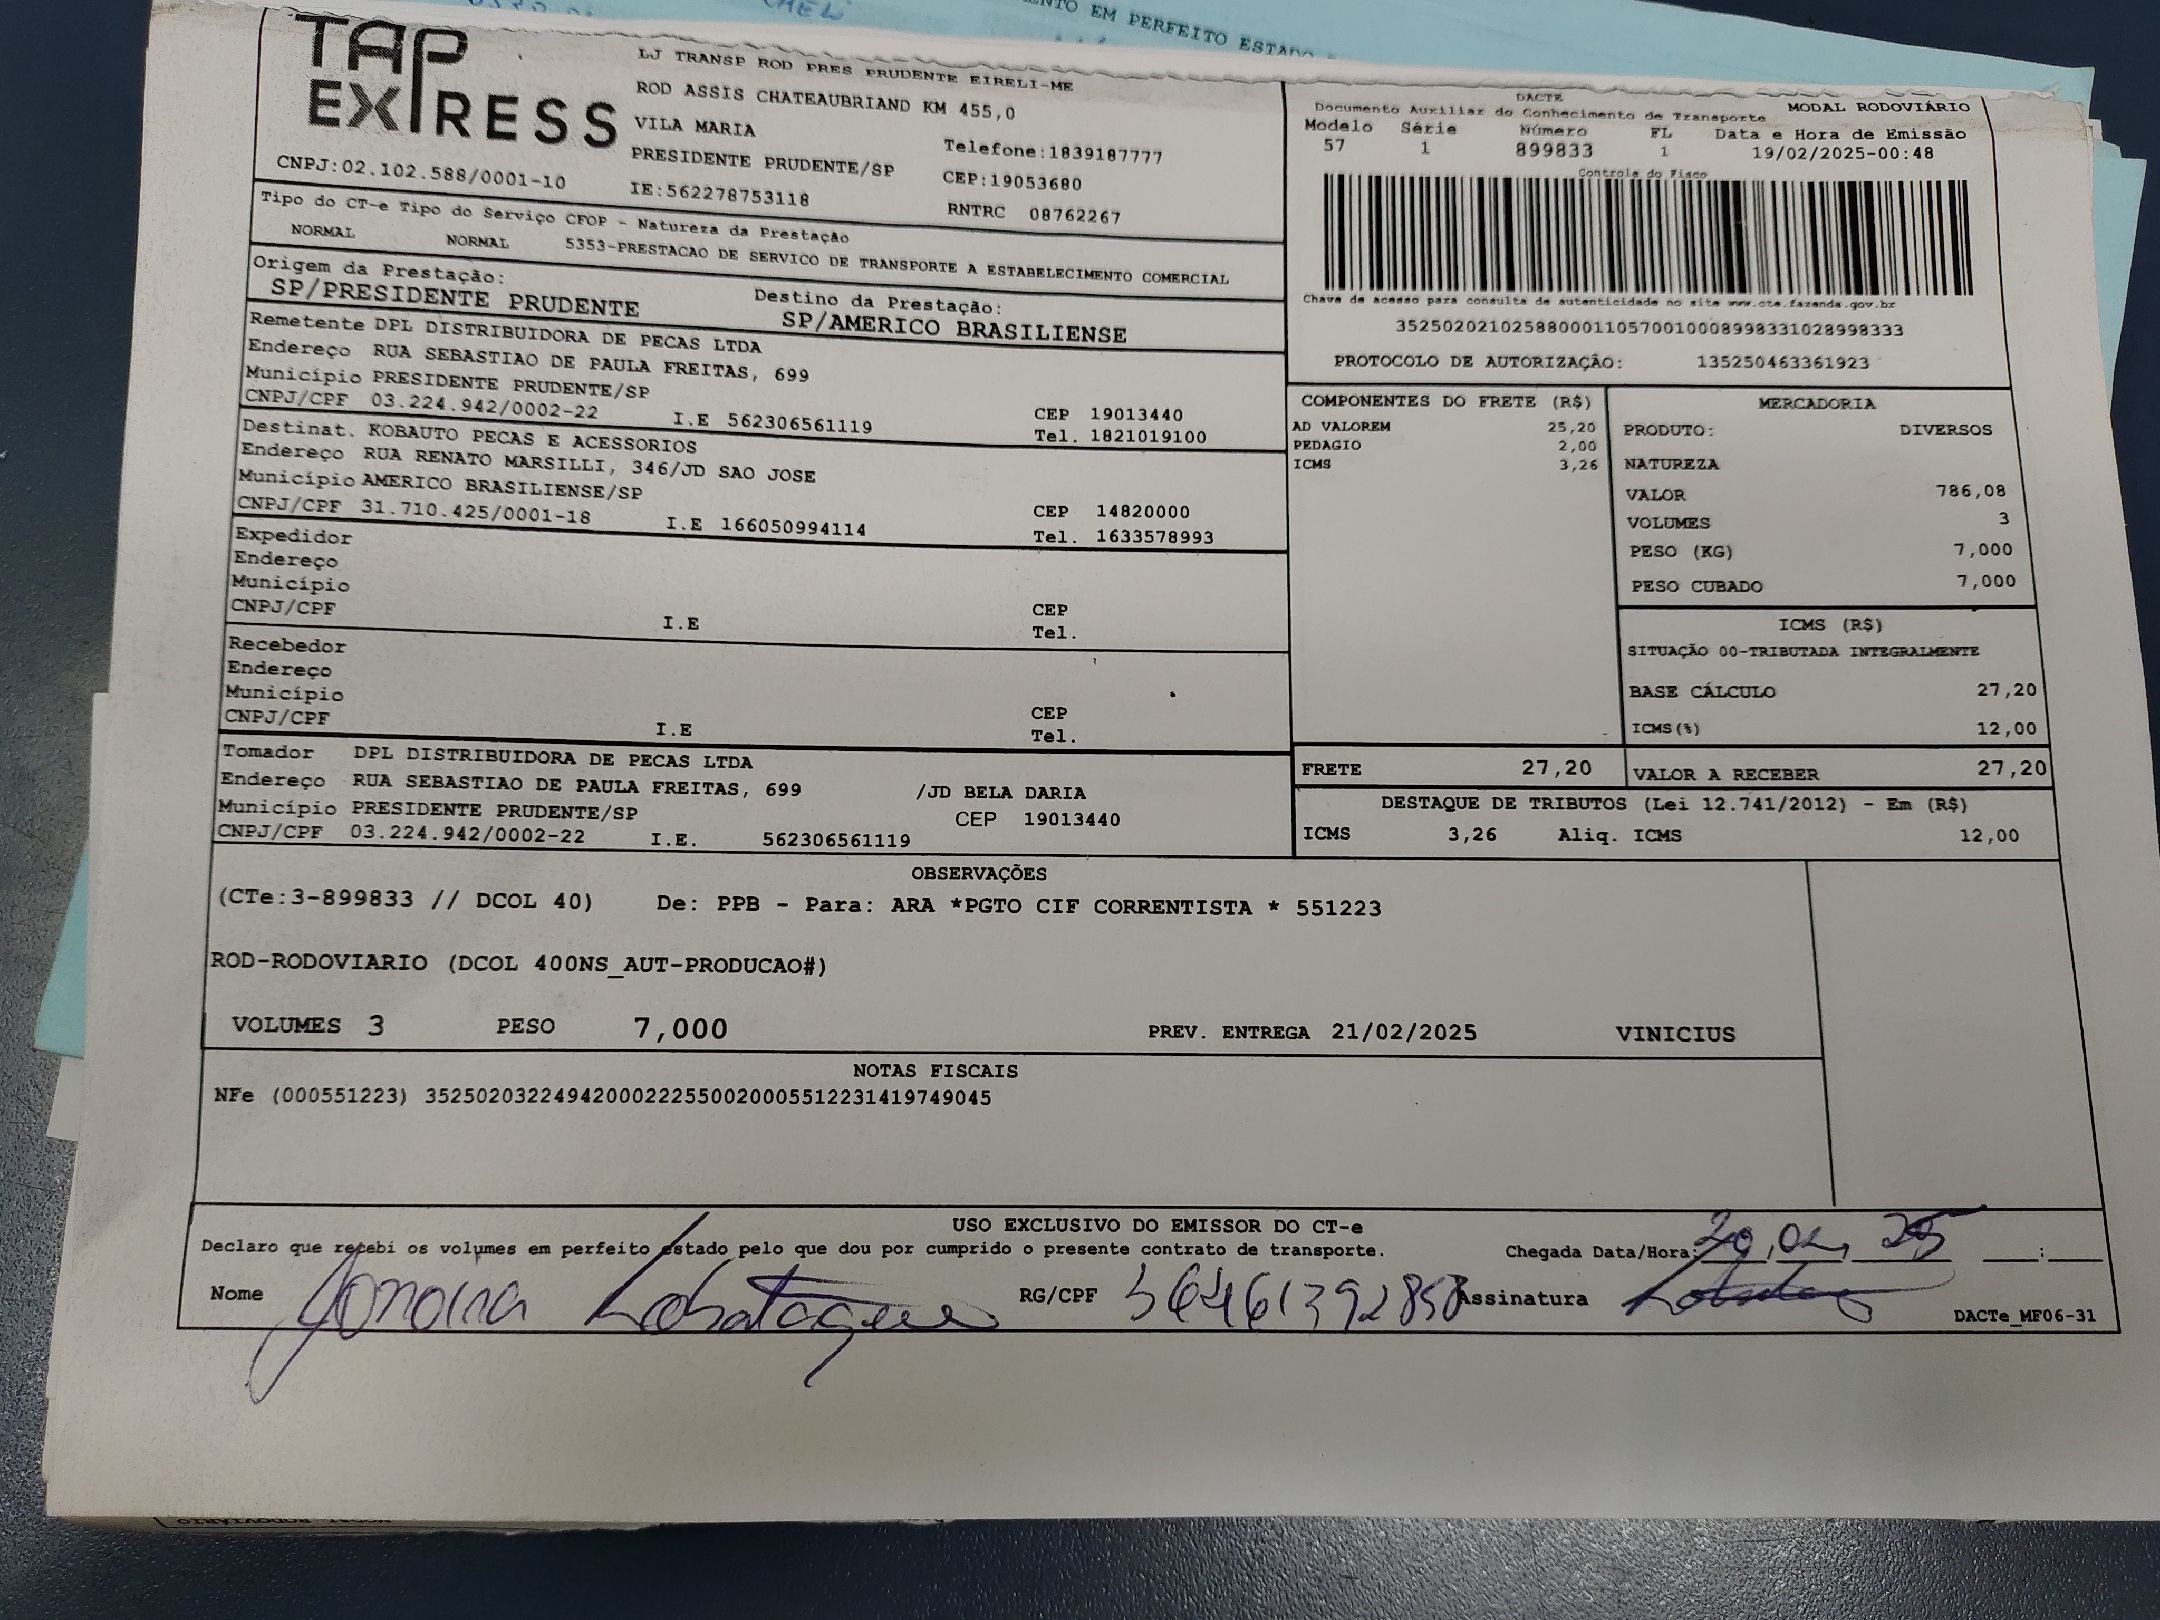 MENTO EM PERFEITO ESTADO
TAP
EXPRESS
CNPJ:02.102.588/0001-10
LJ TRANSP ROD PRES PRUDENTE EIRELI-ME
ROD ASSIS CHATEAUBRIAND KM 455,0
VILA MARIA
Telefone:1839187777
PRESIDENTE PRUDENTE/SP
CEP:19053680
IE:562278753118
RNTRC 08762267
DACTE
MODAL RODOVIÁRIO
Documento Auxiliar do Conhecimento de Transporte
Modelo Série Número FL Data e Hora de Emissão
57 1 899833 1 19/02/2025-00:48
Controle do Fisco
Chave de acesso para consulta de autenticidade no site www.cte.fazenda.gov.br
35250202102588000110570010008998331028998333
PROTOCOLO DE AUTORIZAÇÃO: 135250463361923
Tipo do CT-e Tipo do Serviço CFOP - Natureza da Prestação
NORMAL NORMAL 5353-PRESTACAO DE SERVICO DE TRANSPORTE A ESTABELECIMENTO COMERCIAL
Origem da Prestação: Destino da Prestação:
SP/PRESIDENTE PRUDENTE SP/AMERICO BRASILIENSE
Remetente DPL DISTRIBUIDORA DE PECAS LTDA
Endereço RUA SEBASTIAO DE PAULA FREITAS, 699
Município PRESIDENTE PRUDENTE/SP CEP 19013440
CNPJ/CPF 03.224.942/0002-22 I.E 562306561119 Tel. 1821019100
Destinat. KOBAUTO PECAS E ACESSORIOS
Endereço RUA RENATO MARSILLI, 346/JD SAO JOSE
Município AMERICO BRASILIENSE/SP CEP 14820000
CNPJ/CPF 31.710.425/0001-18 I.E 166050994114 Tel. 1633578993
Expedidor
Endereço
Município CEP
CNPJ/CPF I.E Tel.
Recebedor
Endereço
Município CEP
CNPJ/CPF I.E Tel.
Tomador DPL DISTRIBUIDORA DE PECAS LTDA
Endereço RUA SEBASTIAO DE PAULA FREITAS, 699 /JD BELA DARIA
Município PRESIDENTE PRUDENTE/SP CEP 19013440
CNPJ/CPF 03.224.942/0002-22 I.E. 562306561119
COMPONENTES DO FRETE (R$)
AD VALOREM 25,20
PEDAGIO 2,00
ICMS 3,26
MERCADORIA
PRODUTO: DIVERSOS
NATUREZA
VALOR 786,08
VOLUMES 3
PESO (KG) 7,000
PESO CUBADO 7,000
ICMS (R$)
SITUAÇÃO 00-TRIBUTADA INTEGRALMENTE
BASE CÁLCULO 27,20
ICMS(%) 12,00
FRETE 27,20 VALOR A RECEBER 27,20
DESTAQUE DE TRIBUTOS (Lei 12.741/2012) - Em (R$)
ICMS 3,26 Aliq. ICMS 12,00
OBSERVAÇÕES
(CTe:3-899833 // DCOL 40) De: PPB - Para: ARA *PGTO CIF CORRENTISTA * 551223
ROD-RODOVIARIO (DCOL 400NS_AUT-PRODUCAO#)
VOLUMES 3 PESO 7,000 PREV. ENTREGA 21/02/2025 VINICIUS
NOTAS FISCAIS
NFe (000551223) 35250203224942000222550020005512231419749045
USO EXCLUSIVO DO EMISSOR DO CT-e
Declaro que recebi os volumes em perfeito estado pelo que dou por cumprido o presente contrato de transporte. Chegada Data/Hora: 20,02,25 :
Nome RG/CPF Assinatura
DACTe_MF06-31